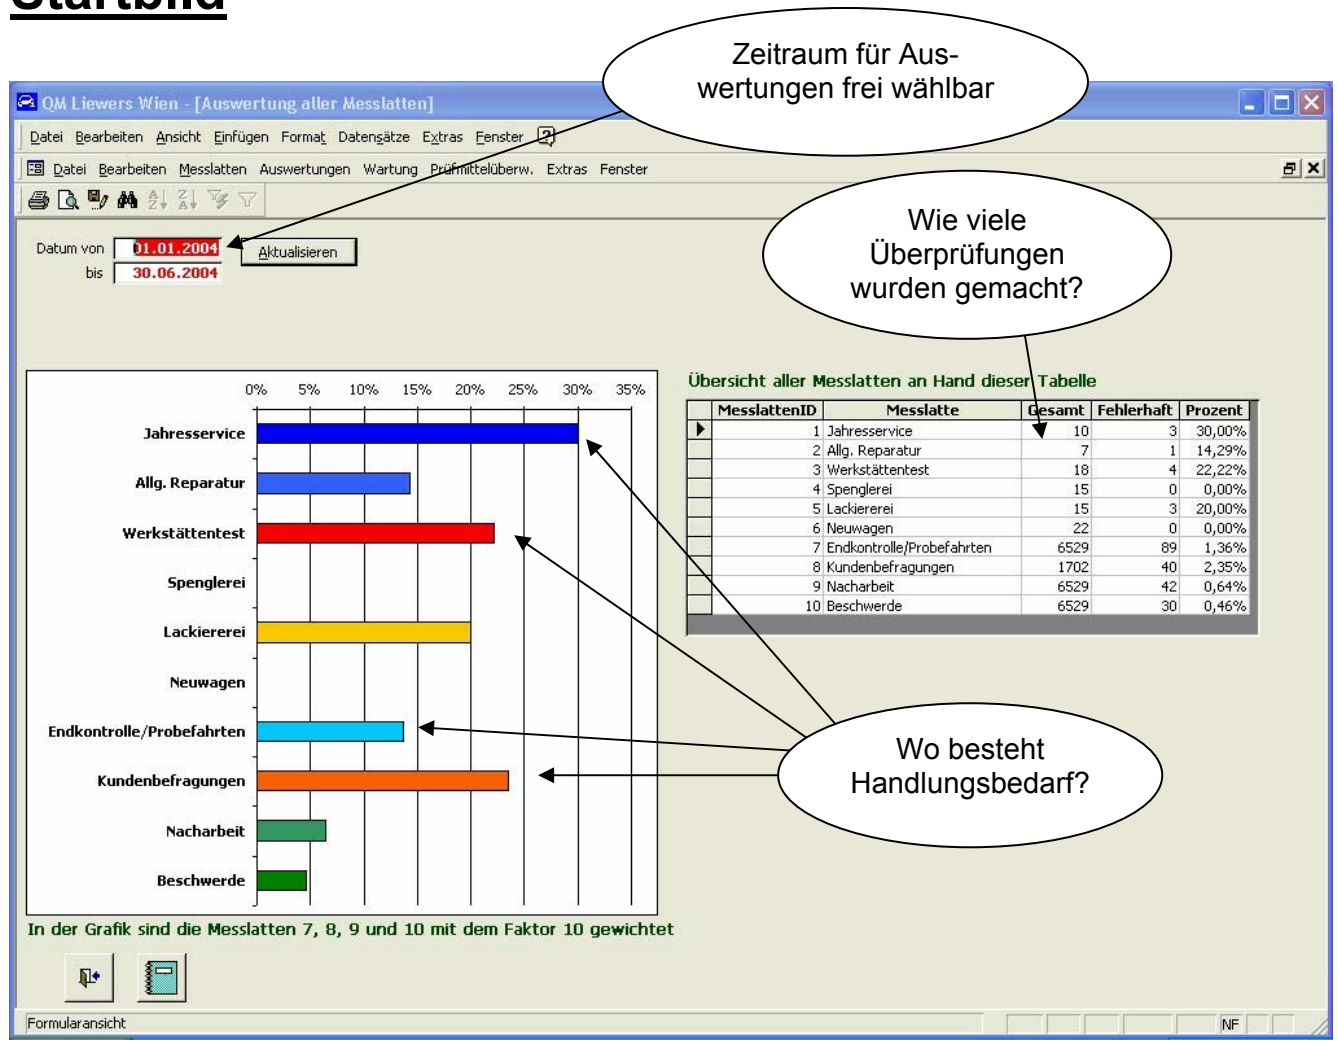 Startbild
Zeitraum für Aus-
wertungen frei wählbar
QM Liewers Wien - [Auswertung aller Messlatten]
Datei Bearbeiten Ansicht Einfügen Format Datensätze Extras Fenster ?
Datei Bearbeiten Messlatten Auswertungen Wartung Prüfmittelüberw. Extras Fenster
Wie viele
Überprüfungen
wurden gemacht?
Datum von 01.01.2004 Aktualisieren
bis 30.06.2004
0% 5% 10% 15% 20% 25% 30% 35%
Jahresservice
Allg. Reparatur
Werkstättentest
Spenglerei
Lackiererei
Neuwagen
Endkontrolle/Probefahrten
Kundenbefragungen
Nacharbeit
Beschwerde
In der Grafik sind die Messlatten 7, 8, 9 und 10 mit dem Faktor 10 gewichtet
Übersicht aller Messlatten an Hand dieser Tabelle
MesslattenID Messlatte Gesamt Fehlerhaft Prozent
1 Jahresservice 10 3 30,00%
2 Allg. Reparatur 7 1 14,29%
3 Werkstättentest 18 4 22,22%
4 Spenglerei 15 0 0,00%
5 Lackiererei 15 3 20,00%
6 Neuwagen 22 0 0,00%
7 Endkontrolle/Probefahrten 6529 89 1,36%
8 Kundenbefragungen 1702 40 2,35%
9 Nacharbeit 6529 42 0,64%
10 Beschwerde 6529 30 0,46%
Wo besteht
Handlungsbedarf?
Formularansicht
NF